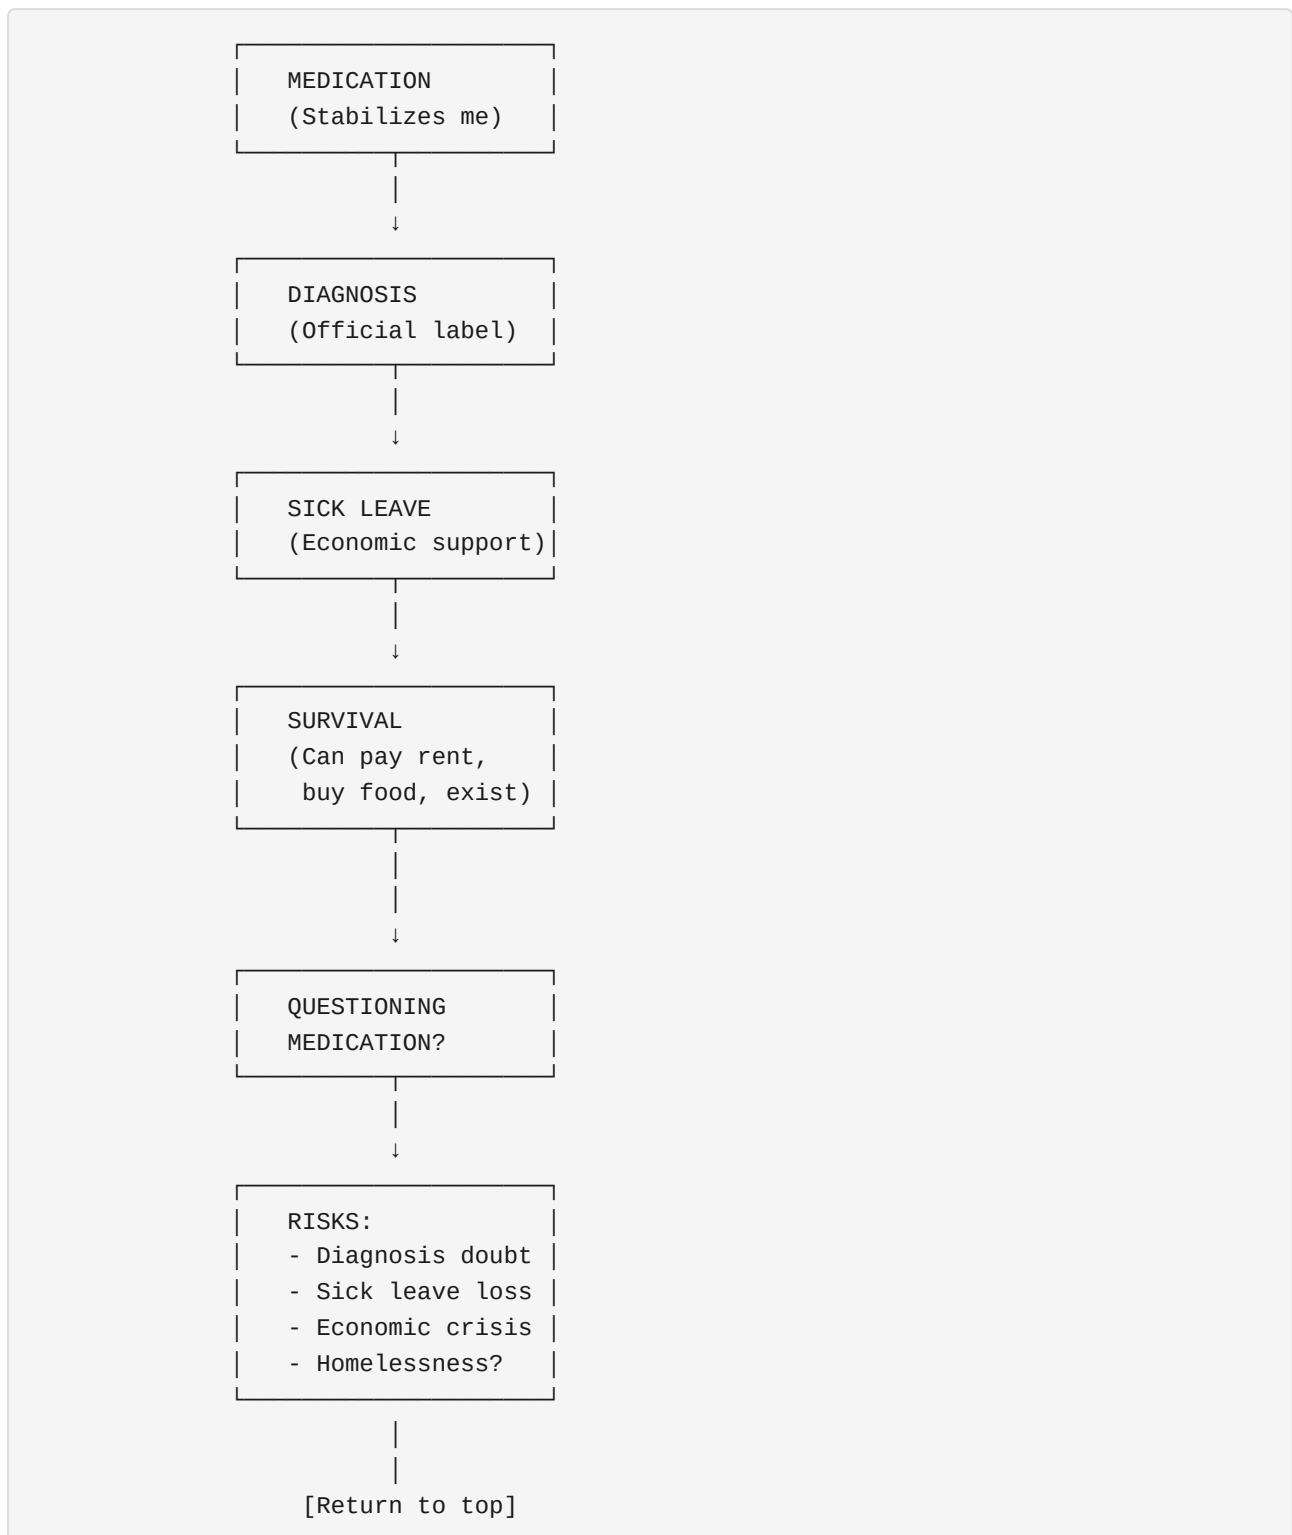 MEDICATION
(Stabilizes me)
↓
DIAGNOSIS
(Official label)
↓
SICK LEAVE
(Economic support)
↓
SURVIVAL
(Can pay rent,
buy food, exist)
↓
QUESTIONING
MEDICATION?
↓
RISKS:
- Diagnosis doubt
- Sick leave loss
- Economic crisis
- Homelessness?
[Return to top]